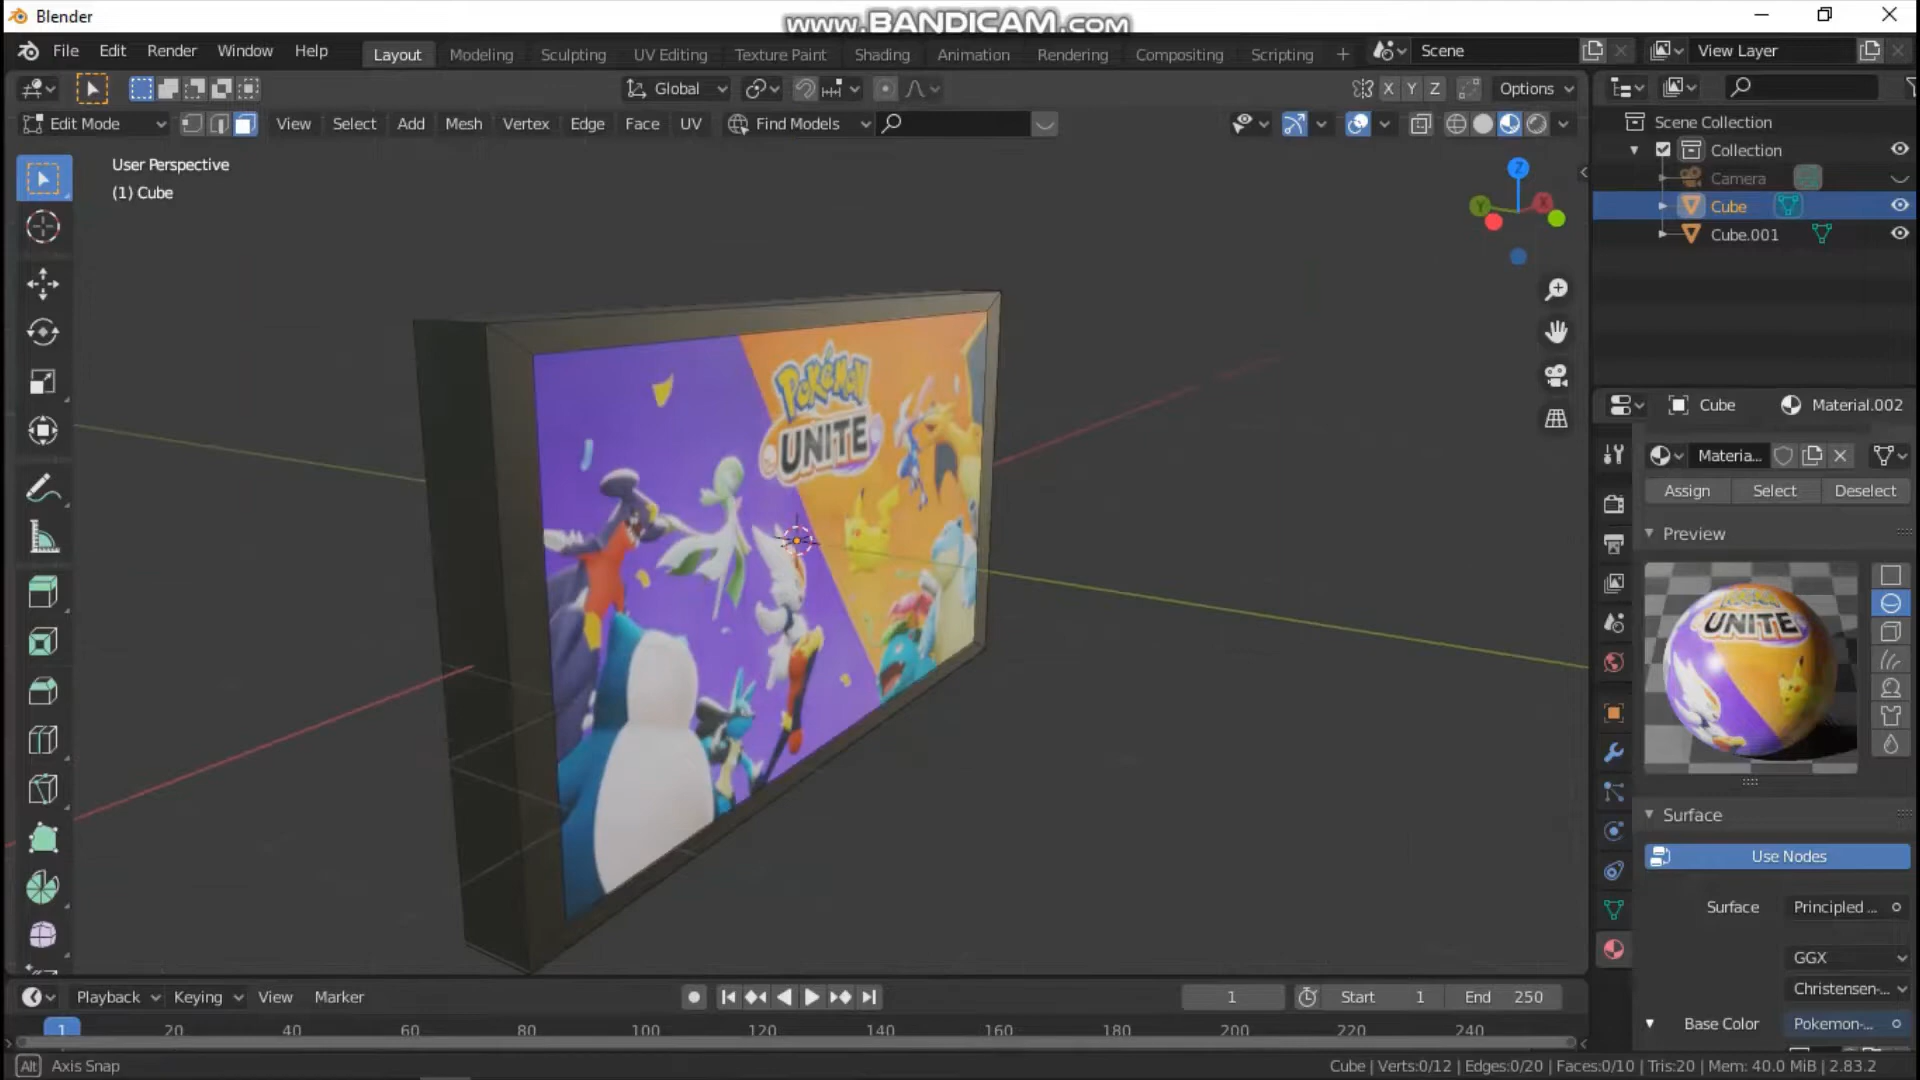 Blender
www.BANDICAM.com
File Edit Render Window Help
Layout Modeling Sculpting UV Editing Texture Paint Shading Animation Rendering Compositing Scripting +
Scene
View Layer
Global
X Y Z
Options
Edit Mode
View Select Add Mesh Vertex Edge Face UV
Find Models
User Perspective
(1) Cube
Z
Y
X
Pokémon
UNITE
Scene Collection
Collection
Camera
Cube
Cube.001
Cube
Material.002
Materia...
Assign Select Deselect
Preview
UNITE
Surface
Use Nodes
Surface Principled ...
GGX
Christensen-...
Base Color Pokemon-...
Playback Keying View Marker
1
Start 1
End 250
1 20 40 60 80 100 120 140 160 180 200 220 240
Alt Axis Snap
Cube | Verts:0/12 | Edges:0/20 | Faces:0/10 | Tris:20 | Mem: 40.0 MiB | 2.83.2